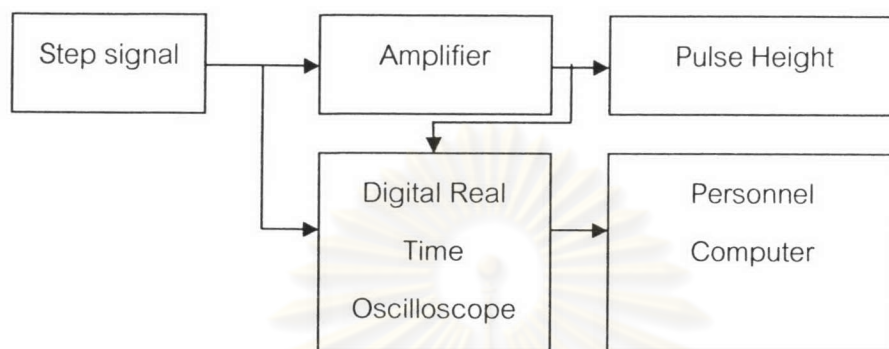 Step signal
Amplifier
Pulse Height
Digital Real
Time
Oscilloscope
Personnel
Computer